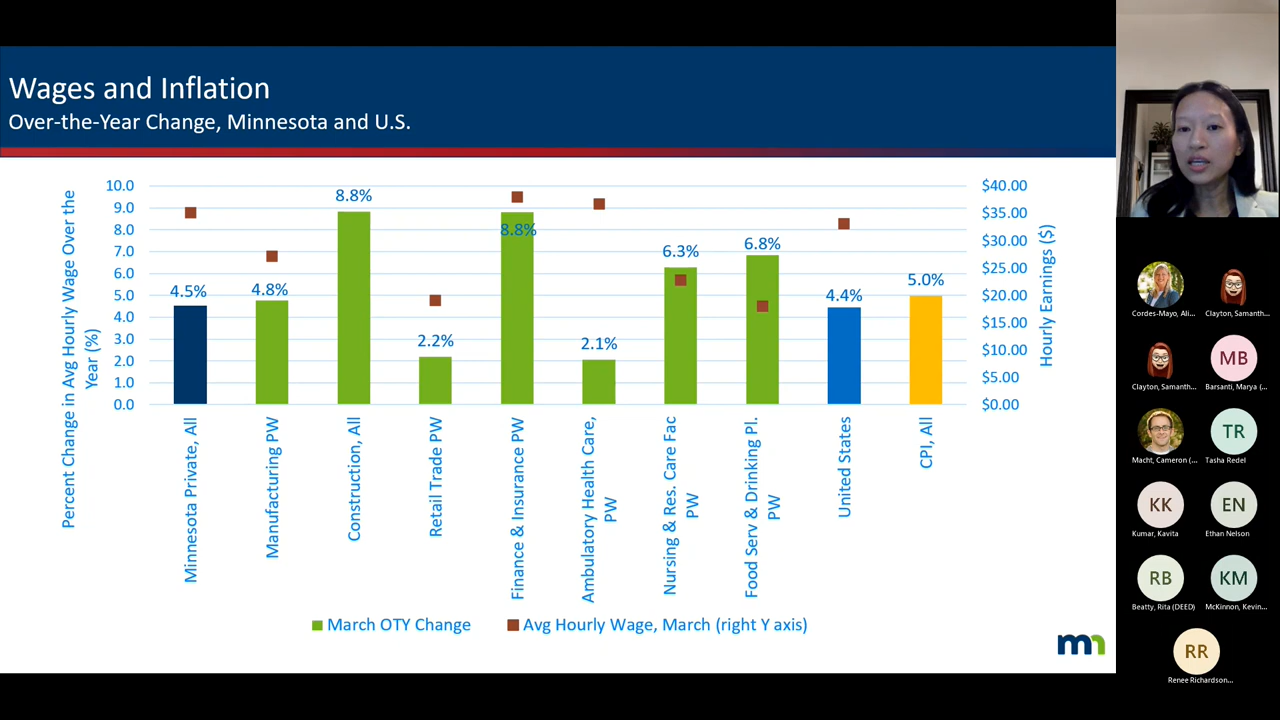 Wages and Inflation
Over-the-Year Change, Minnesota and U.S.
Percent Change in Avg Hourly Wage Over the
Year (%)
10.0
9.0
8.0
7.0
6.0
5.0
4.0
3.0
2.0
1.0
0.0
4.5%
4.8%
8.8%
2.2%
8.8%
2.1%
6.3%
6.8%
4.4%
5.0%
$40.00
$35.00
$30.00
$25.00
$20.00
$15.00
$10.00
$5.00
$0.00
Hourly Earnings ($)
Minnesota Private, All
Manufacturing PW
Construction, All
Retail Trade PW
Finance & Insurance PW
Ambulatory Health Care,
PW
Nursing & Res. Care Fac
PW
Food Serv & Drinking Pl.
PW
United States
CPI, All
March OTY Change
Avg Hourly Wage, March (right Y axis)
mn
Cordes-Mayo, Ali...
Clayton, Samanth...
Clayton, Samanth...
MB
Barsanti, Marya (...
Macht, Cameron (...
TR
Tasha Redel
KK
Kumar, Kavita
EN
Ethan Nelson
RB
Beatty, Rita (DEED)
KM
McKinnon, Kevin...
RR
Renee Richardson...